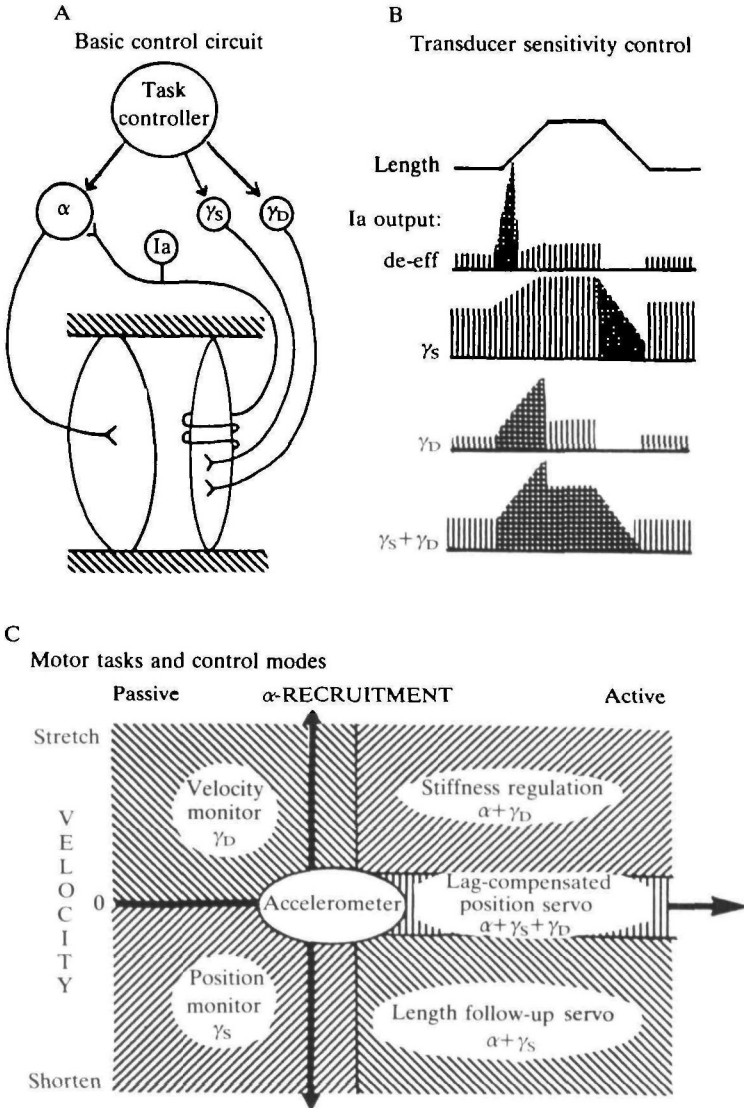 A
Basic control circuit
Task
controller
α
γS
γD
Ia
B
Transducer sensitivity control
Length
Ia output:
de-eff
γS
γD
γS+γD
C
Motor tasks and control modes
Passive
α-RECRUITMENT
Active
Stretch
VELOCITY
0
Shorten
Velocity
monitor
γD
Stiffness regulation
α+γD
Accelerometer
Lag-compensated
position servo
α+γS+γD
Position
monitor
γS
Length follow-up servo
α+γS